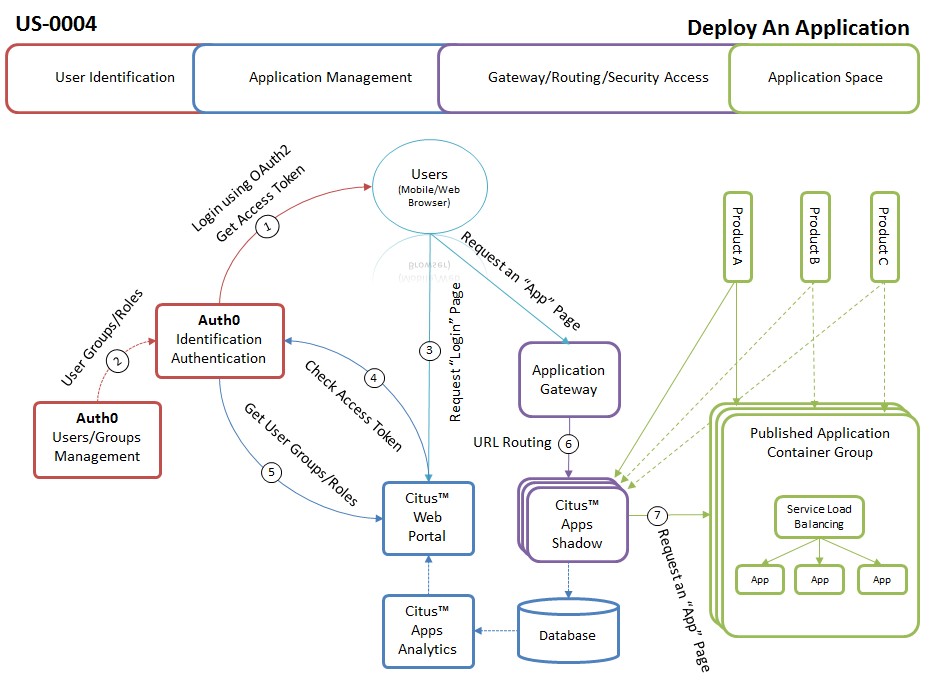 US-0004
Deploy An Application
User Identification
Application Management
Gateway/Routing/Security Access
Application Space
Login using OAuth2
Get Access Token
1
Users
(Mobile/Web
Browser)
Request an “App” Page
Product A
Product B
Product C
User Groups/Roles
2
Auth0
Identification
Authentication
Request “Login” Page
3
Check Access Token
4
Application
Gateway
Auth0
Users/Groups
Management
Get User Groups/Roles
5
URL Routing
6
Published Application
Container Group
Citus™
Web
Portal
Citus™
Apps
Shadow
7
Request an “App” Page
Service Load
Balancing
App
App
App
Citus™
Apps
Analytics
Database